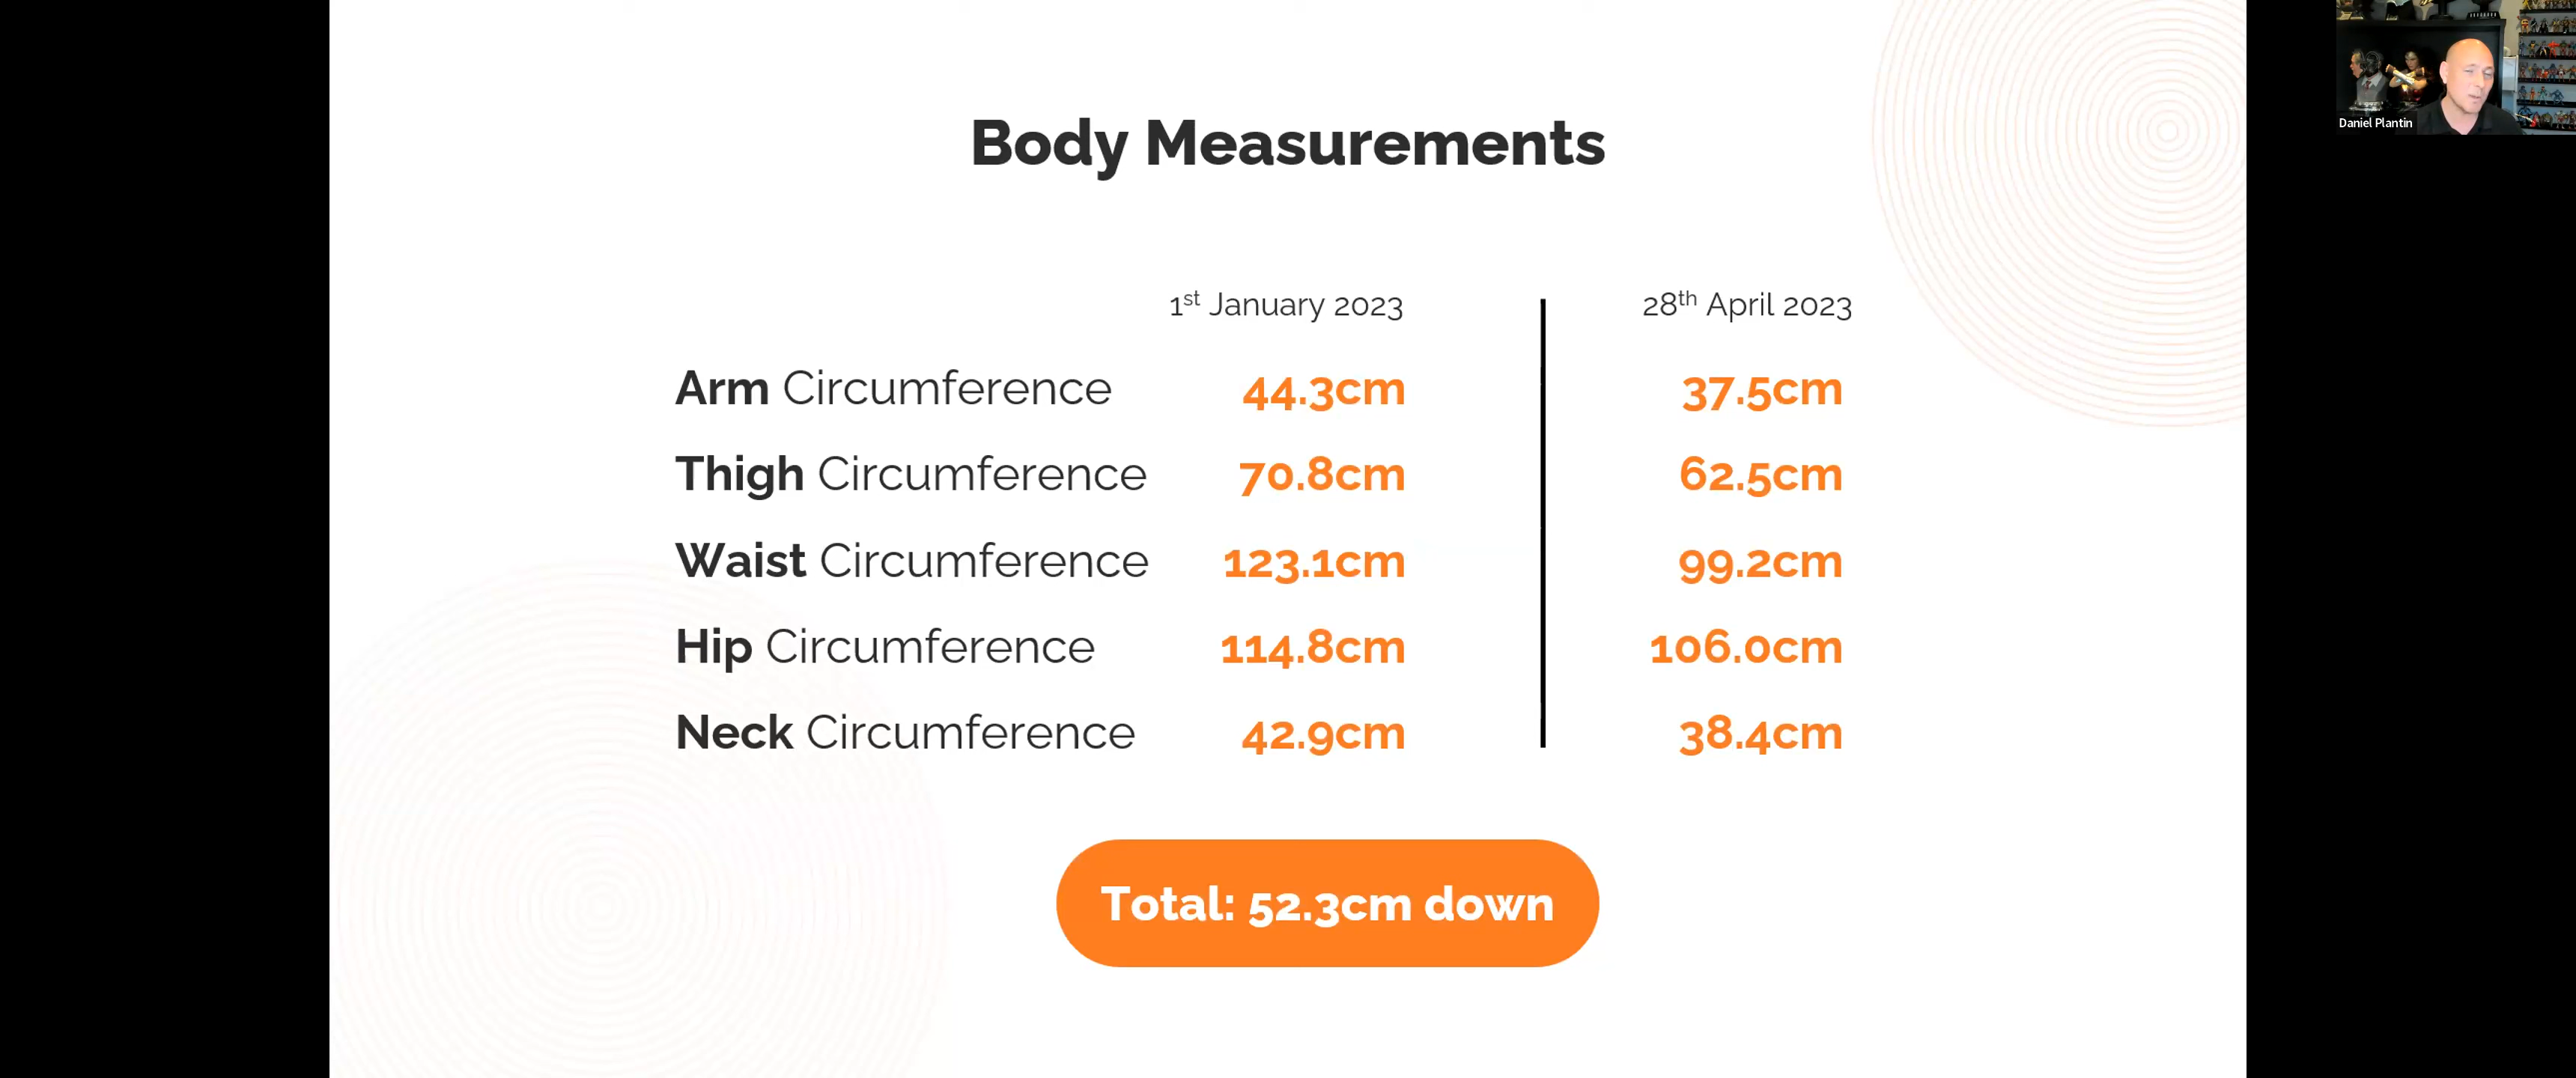 Body Measurements
1st January 2023 28th April 2023
Arm Circumference 44.3cm 37.5cm
Thigh Circumference 70.8cm 62.5cm
Waist Circumference 123.1cm 99.2cm
Hip Circumference 114.8cm 106.0cm
Neck Circumference 42.9cm 38.4cm
Total: 52.3cm down
Daniel Plantin